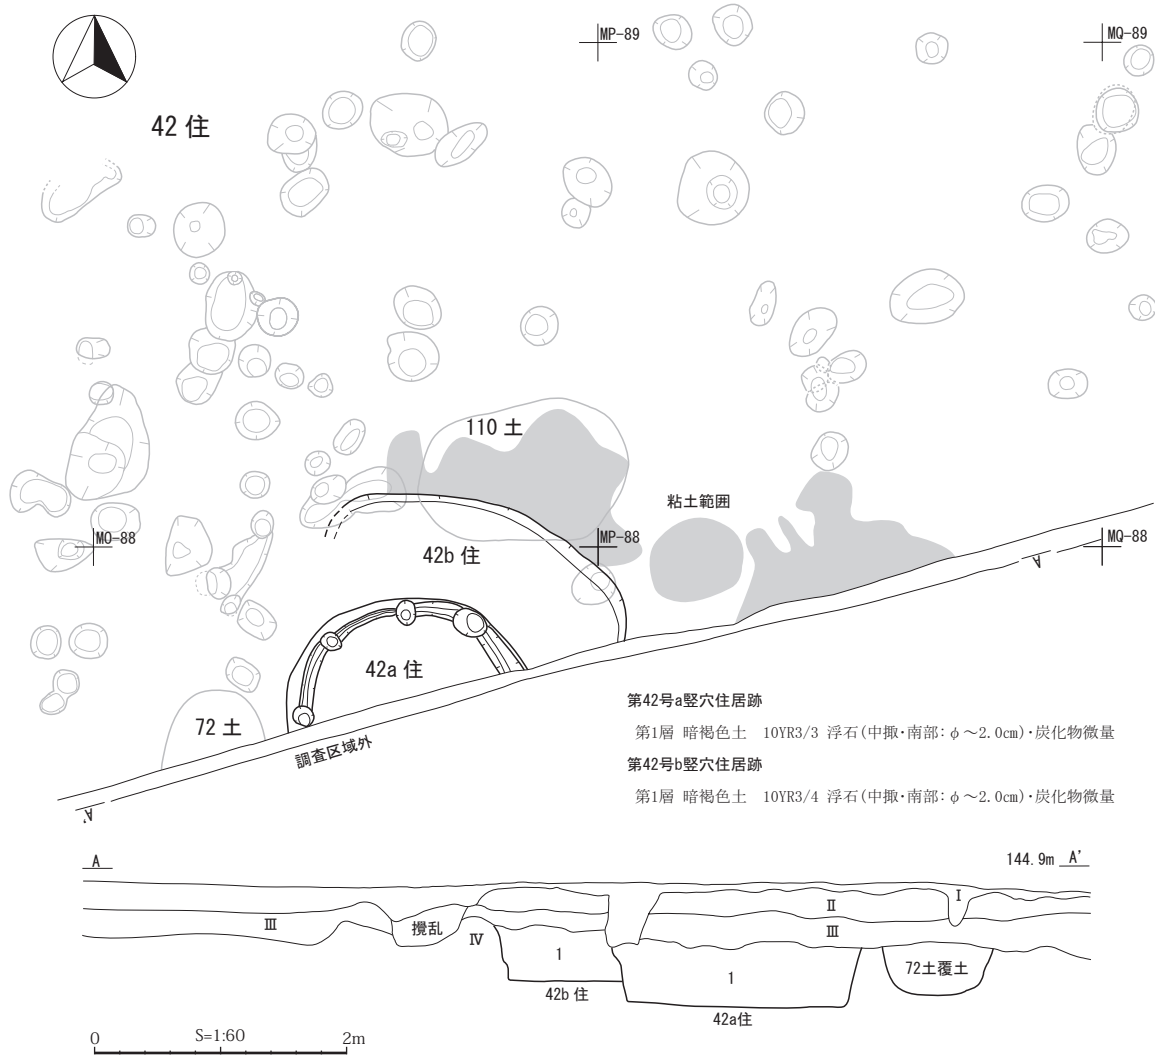 MP-89
MQ-89
42 住
110 土
粘土範囲
MO-88
MP-88
MQ-88
42b 住
A
42a 住
72 土
調査区域外
第42号a竪穴住居跡
第1層 暗褐色土 10YR3/3 浮石(中掫・南部:φ～2.0㎝)・炭化物微量
第42号b竪穴住居跡
第1層 暗褐色土 10YR3/4 浮石(中掫・南部:φ～2.0㎝)・炭化物微量
A'
A
144.9m A'
Ⅰ
Ⅱ
Ⅲ
攪乱
Ⅳ
Ⅲ
1
1
72土覆土
42b 住
42a住
0 S=1:60 2m